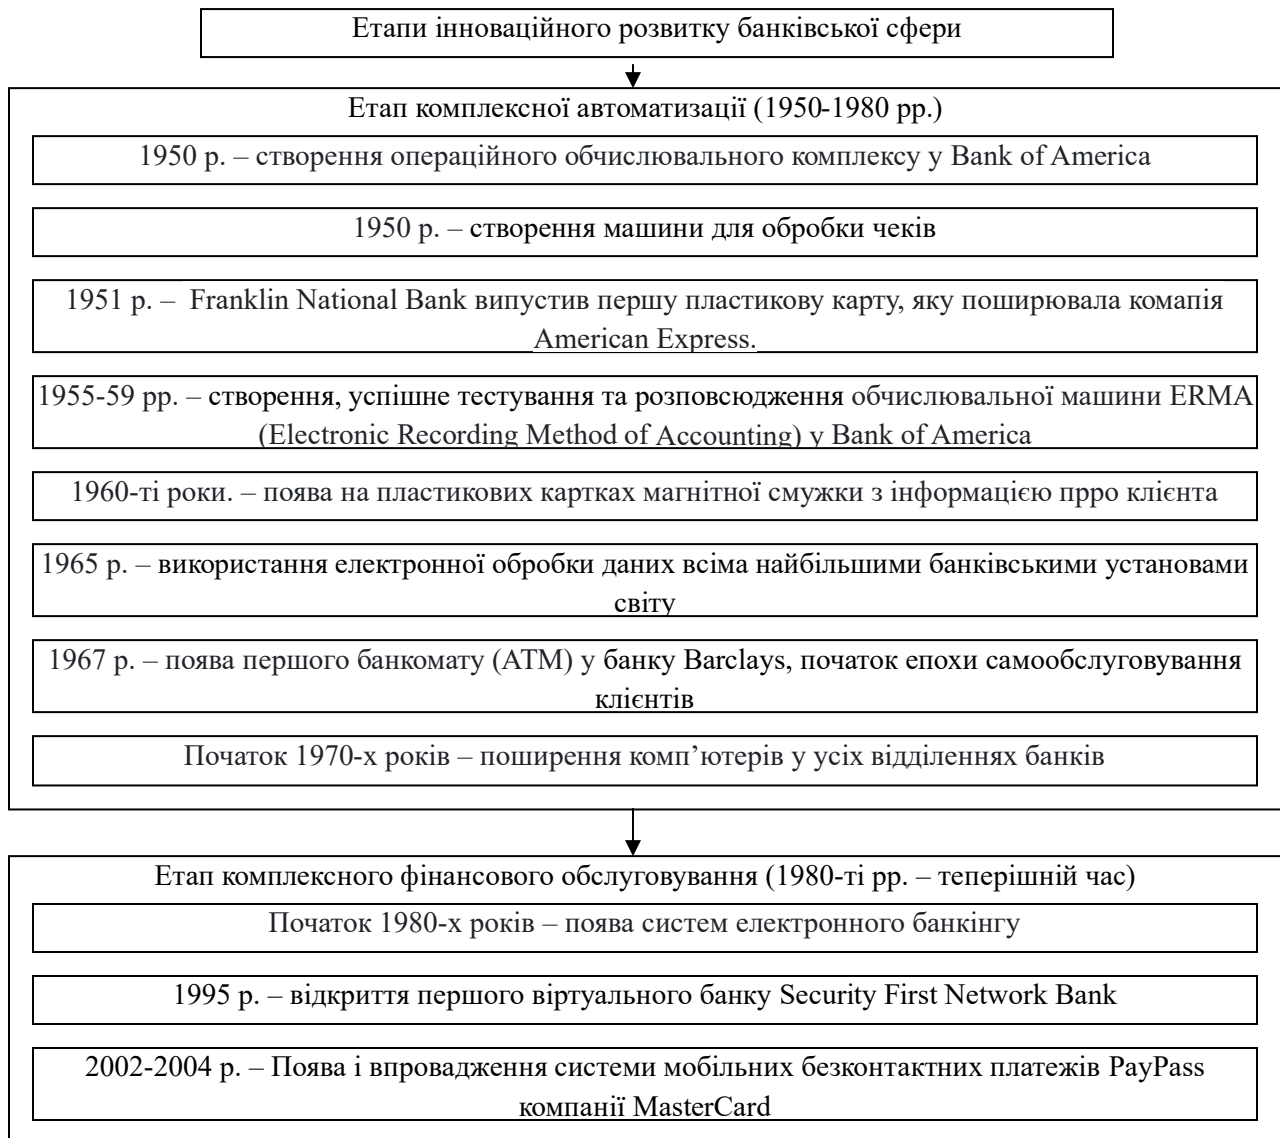 Етапи інноваційного розвитку банківської сфери
Етап комплексної автоматизації (1950-1980 рр.)
1950 р. – створення операційного обчислювального комплексу у Bank of America
1950 р. – створення машини для обробки чеків
1951 р. – Franklin National Bank випустив першу пластикову карту, яку поширювала комапія
American Express.
1955-59 рр. – створення, успішне тестування та розповсюдження обчислювальної машини ERMA
(Electronic Recording Method of Accounting) у Bank of America
1960-ті роки. – поява на пластикових картках магнітної смужки з інформацією прро клієнта
1965 р. – використання електронної обробки даних всіма найбільшими банківськими установами
світу
1967 р. – поява першого банкомату (ATM) у банку Barclays, початок епохи самообслуговування
клієнтів
Початок 1970-х років – поширення комп’ютерів у усіх відділеннях банків
Етап комплексного фінансового обслуговування (1980-ті рр. – теперішній час)
Початок 1980-х років – поява систем електронного банкінгу
1995 р. – відкриття першого віртуального банку Security First Network Bank
2002-2004 р. – Поява і впровадження системи мобільних безконтактних платежів PayPass
компанії MasterCard